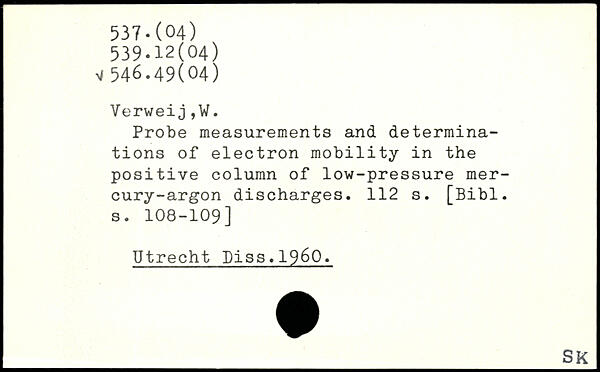 537.(04)
539.12(04)
√ 546.49(04)
Verweij,W.
Probe measurements and determina-
tions of electron mobility in the
positive column of low-pressure mer-
cury-argon discharges. 112 s. [Bibl.
s. 108-109]
Utrecht Diss.1960.
SK